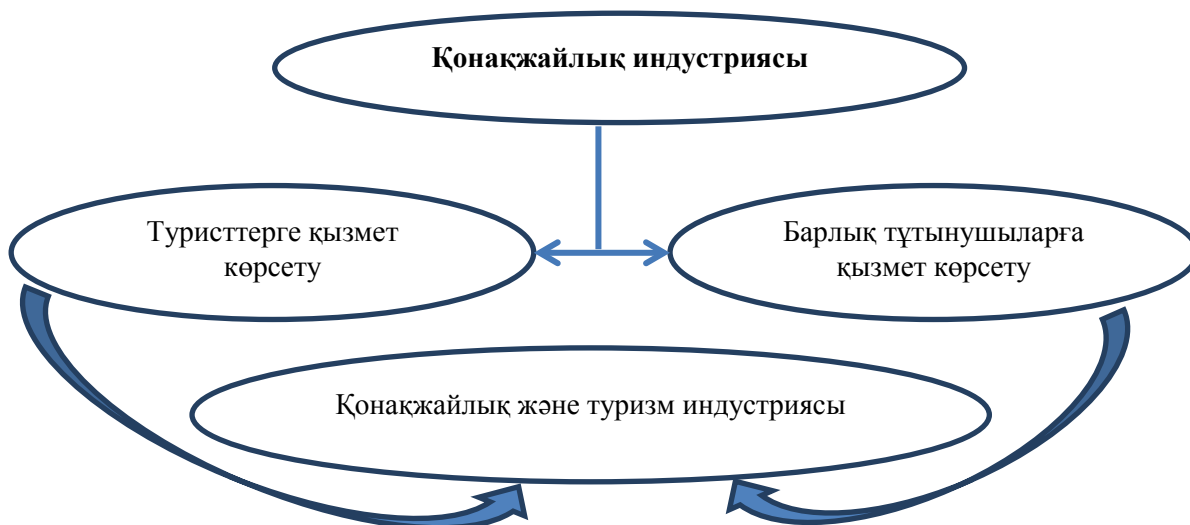 Қонақжайлық индустриясы
Туристтерге қызмет
көрсету
Барлық тұтынушыларға
қызмет көрсету
Қонақжайлық және туризм индустриясы